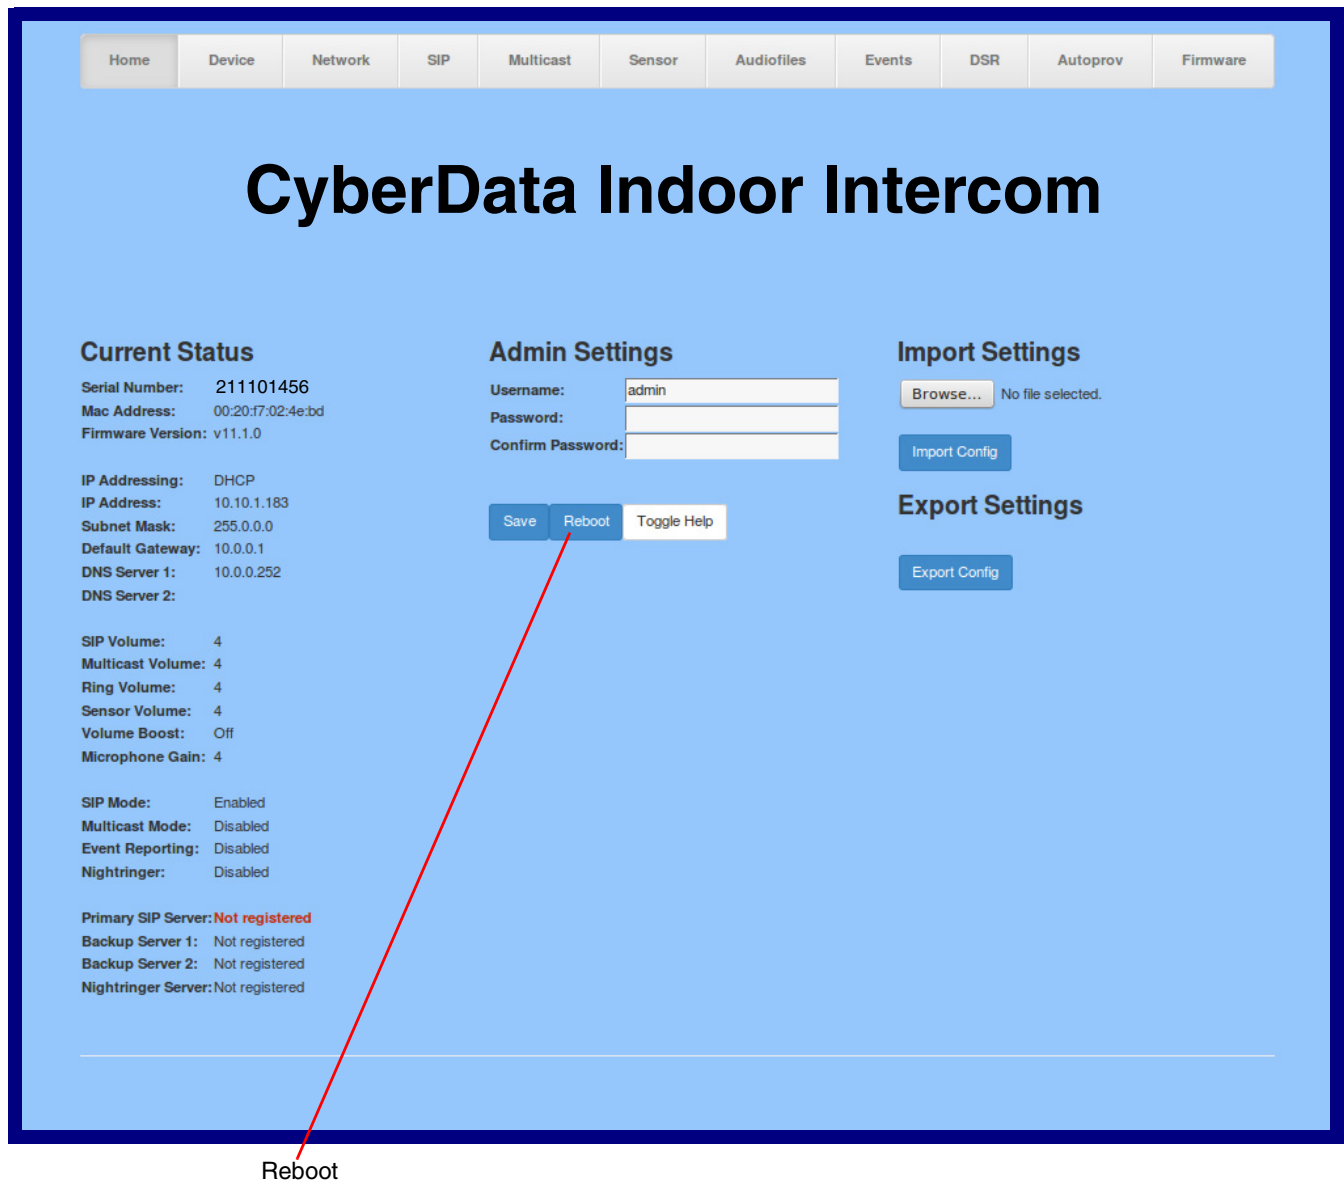 Home Device Network SIP Multicast Sensor Audiofiles Events DSR Autoprov Firmware
CyberData Indoor Intercom
Current Status
Serial Number: 211101456
Mac Address: 00:20:f7:02:4e:bd
Firmware Version: v11.1.0
IP Addressing: DHCP
IP Address: 10.10.1.183
Subnet Mask: 255.0.0.0
Default Gateway: 10.0.0.1
DNS Server 1: 10.0.0.252
DNS Server 2:
SIP Volume: 4
Multicast Volume: 4
Ring Volume: 4
Sensor Volume: 4
Volume Boost: Off
Microphone Gain: 4
SIP Mode: Enabled
Multicast Mode: Disabled
Event Reporting: Disabled
Nightringer: Disabled
Primary SIP Server: Not registered
Backup Server 1: Not registered
Backup Server 2: Not registered
Nightringer Server: Not registered
Admin Settings
Username: admin
Password:
Confirm Password:
Save Reboot Toggle Help
Import Settings
Browse... No file selected.
Import Config
Export Settings
Export Config
Reboot